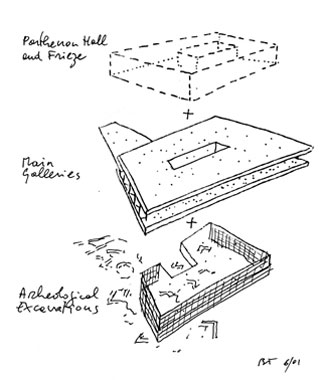 Parthenon Hall
and Frieze
+
Main
Galleries
+
Archeological
Excavations
BT 6/01